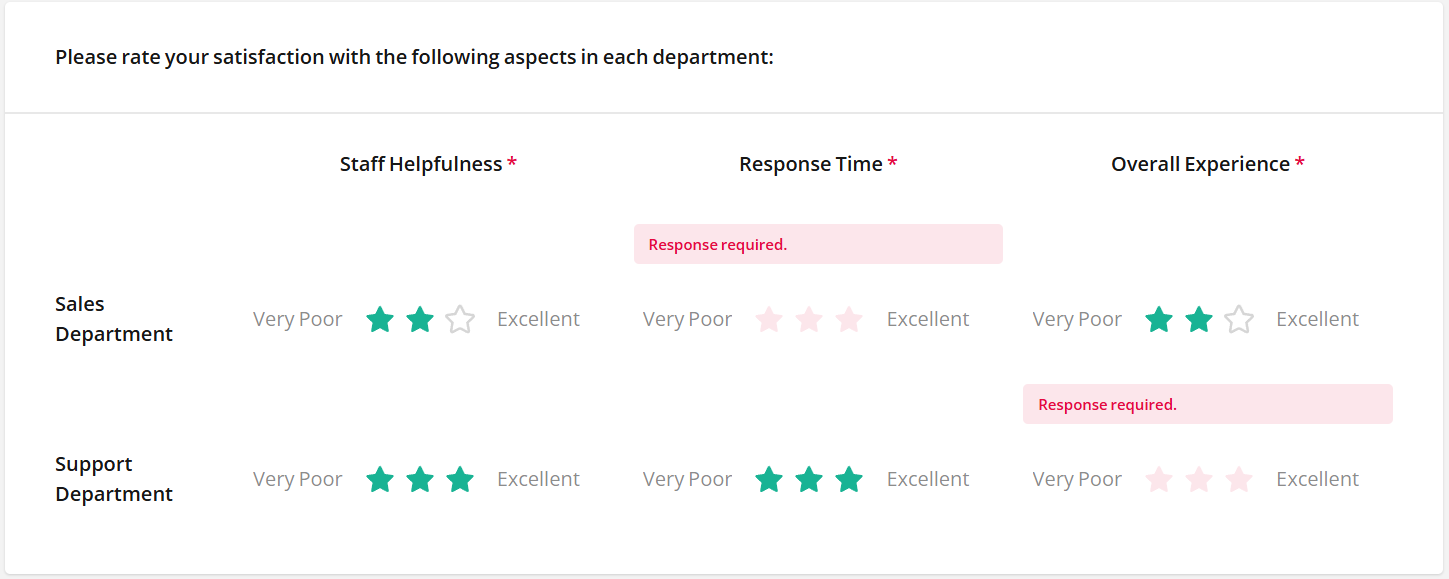 Please rate your satisfaction with the following aspects in each department:
Staff Helpfulness *
Response Time *
Overall Experience *
Response required.
Sales
Department
Very Poor
Excellent
Very Poor
Excellent
Very Poor
Excellent
Response required.
Support
Department
Very Poor
Excellent
Very Poor
Excellent
Very Poor
Excellent